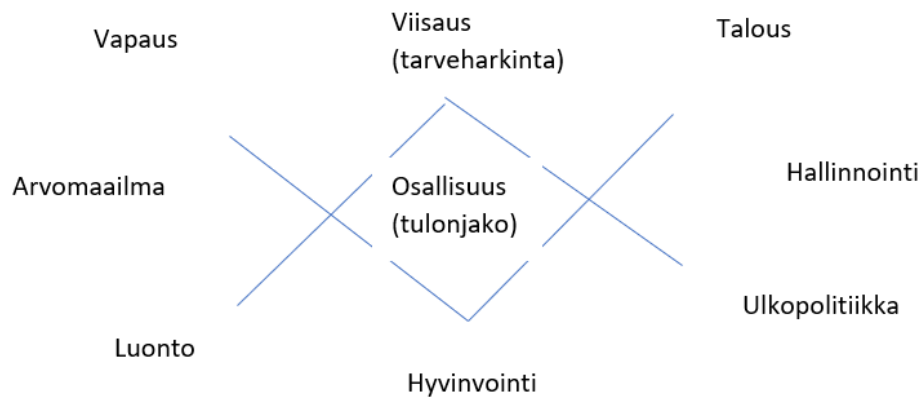 Vapaus
Viisaus
(tarveharkinta)
Talous
Arvomaailma
Osallisuus
(tulonjako)
Hallinnointi
Luonto
Hyvinvointi
Ulkopolitiikka